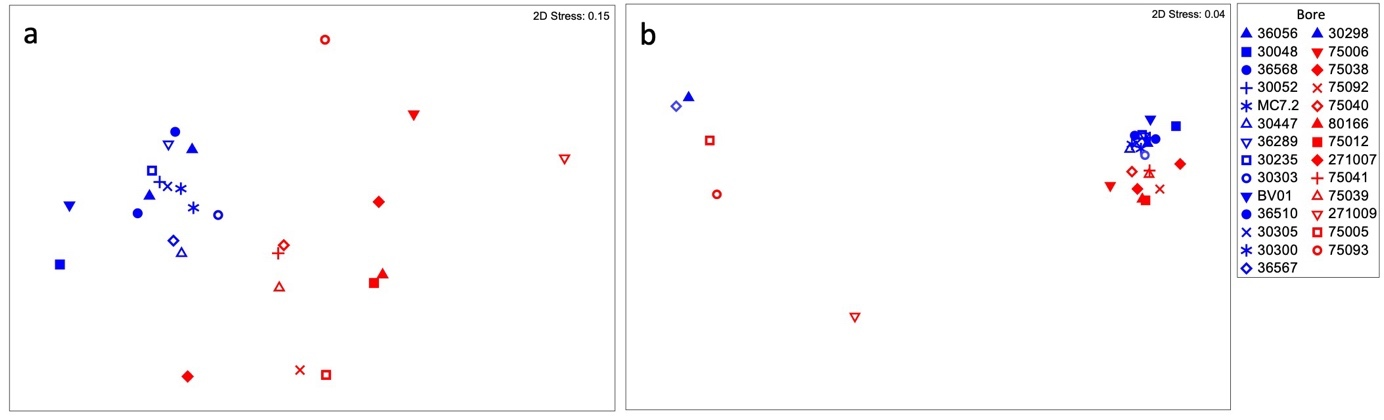 a
2D Stress: 0.15
b
2D Stress: 0.04
Bore
36056 30298
30048 75006
36568 75038
30052 75092
MC7.2 75040
30447 80166
36289 75012
30235 271007
30303 75041
BV01 75039
36510 271009
30305 75005
30300 75093
36567